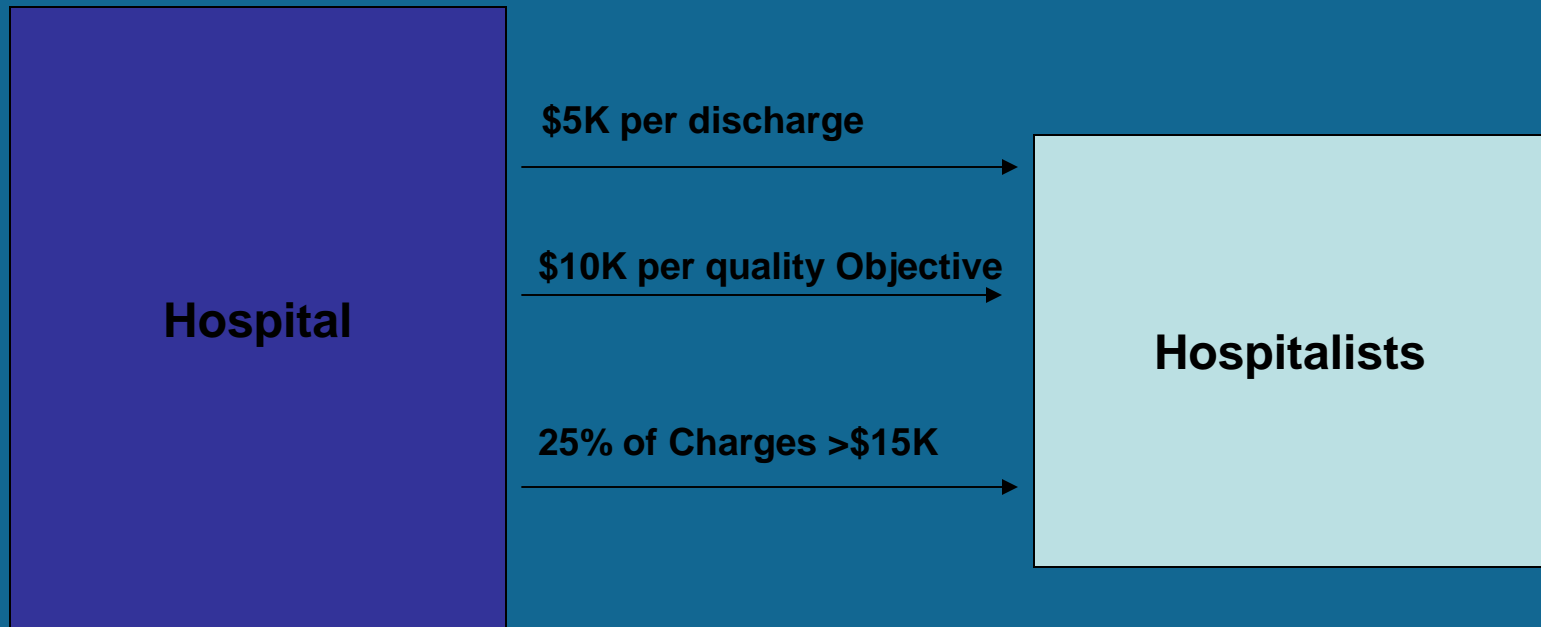 $5K per discharge
$10K per quality Objective
Hospital
Hospitalists
25% of Charges >$15K